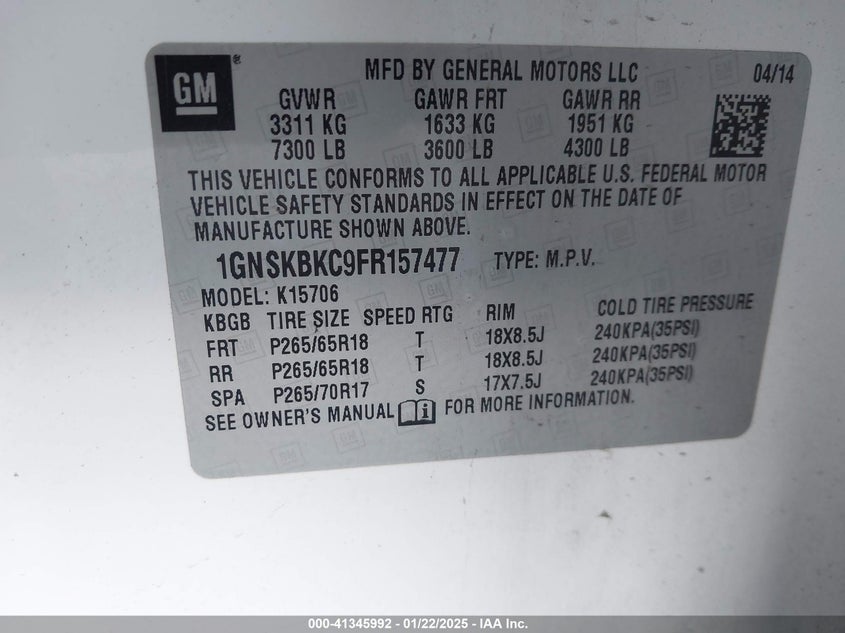 GM ®
MFD BY GENERAL MOTORS LLC 04/14
GVWR GAWR FRT GAWR RR
3311 KG 1633 KG 1951 KG
7300 LB 3600 LB 4300 LB
THIS VEHICLE CONFORMS TO ALL APPLICABLE U.S. FEDERAL MOTOR
VEHICLE SAFETY STANDARDS IN EFFECT ON THE DATE OF
MANUFACTURE SHOWN ABOVE.
1GNSKBKC9FR157477 TYPE: M.P.V.
MODEL: K15706
KBGB TIRE SIZE SPEED RTG RIM COLD TIRE PRESSURE
FRT P265/65R18 T 18X8.5J 240KPA(35PSI)
RR P265/65R18 T 18X8.5J 240KPA(35PSI)
SPA P265/70R17 S 17X7.5J 240KPA(35PSI)
SEE OWNER'S MANUAL i FOR MORE INFORMATION.
000-41345992 — 01/22/2025 — IAA Holdings, LLC.